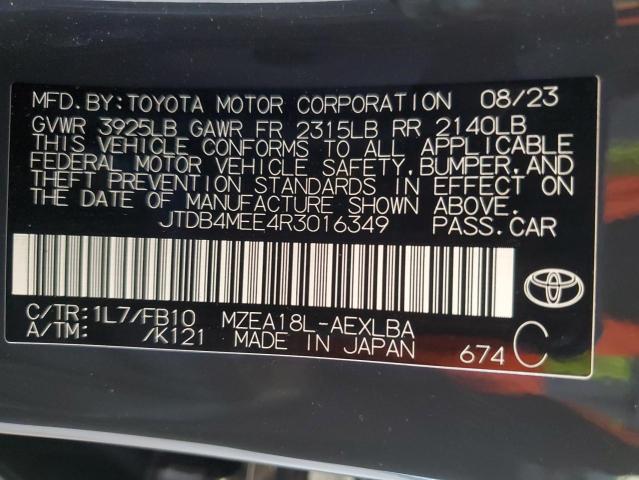 MFD.BY:TOYOTA MOTOR CORPORATION 08/23
GVWR 3925LB GAWR FR 2315LB RR 2140LB
THIS VEHICLE CONFORMS TO ALL APPLICABLE
FEDERAL MOTOR VEHICLE SAFETY,BUMPER,AND
THEFT PREVENTION STANDARDS IN EFFECT ON
THE DATE OF MANUFACTURE SHOWN ABOVE.
JTDB4MEE4R3016349 PASS.CAR
C/TR:1L7/FB10 MZEA18L-AEXLBA
A/TM: /K121 MADE IN JAPAN 674 C